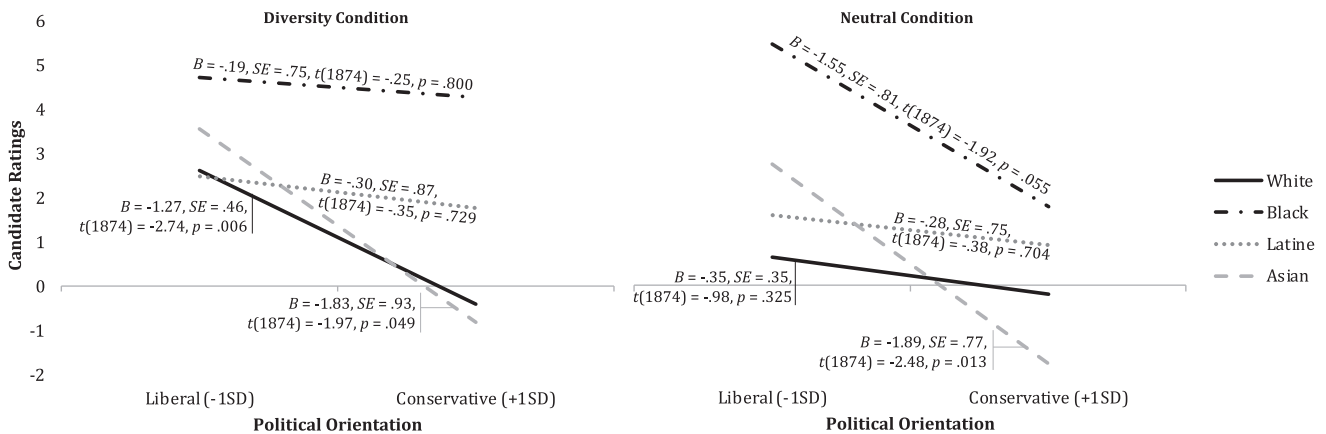 Diversity Condition
Neutral Condition
Candidate Ratings
6
5
4
3
2
1
0
-1
-2
B = -.19, SE = .75, t(1874) = -.25, p = .800
B = -.30, SE = .87,
t(1874) = -.35, p = .729
B = -1.27, SE = .46,
t(1874) = -2.74, p = .006
B = -1.83, SE = .93,
t(1874) = -1.97, p = .049
Liberal (-1SD)
Conservative (+1SD)
Political Orientation
B = -1.55, SE = .81, t(1874) = -1.92, p = .055
B = -.28, SE = .75,
t(1874) = -.38, p = .704
B = -.35, SE = .35,
t(1874) = -.98, p = .325
B = -1.89, SE = .77,
t(1874) = -2.48, p = .013
Liberal (-1SD)
Conservative (+1SD)
Political Orientation
White
Black
Latine
Asian